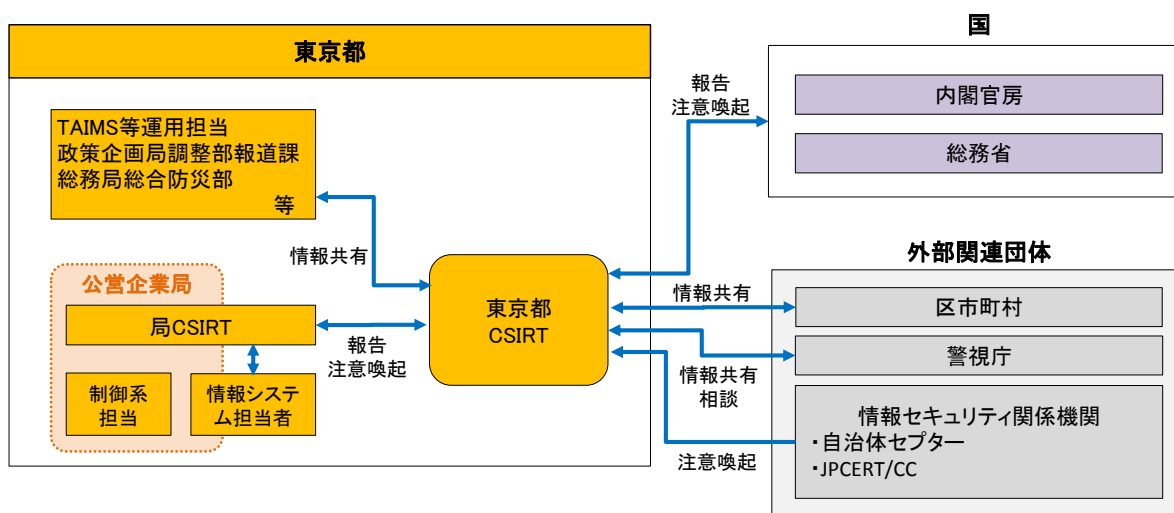 東京都
TAIMS等運用担当
政策企画局調整部報道課
総務局総合防災部
等
情報共有
公営企業局
局CSIRT
制御系
担当
情報システ
ム担当者
報告
注意喚起
東京都
CSIRT
国
報告
注意喚起
内閣官房
総務省
外部関連団体
情報共有
区市町村
警視庁
情報共有
相談
情報セキュリティ関係機関
・自治体セプター
・JPCERT/CC
注意喚起